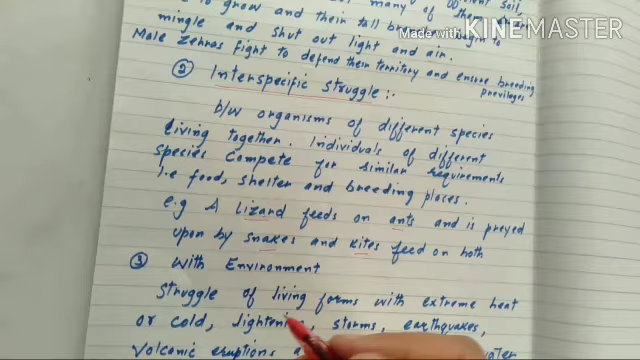 to grow and their tall
mingle and shut out light and air.
Male Zehras Fight to defend their territory and ensure breeding
previleges
② Interspecific Struggle :-
b/w organisms of different species
Living together. Individuals of different
species compete for similar requirements
i.e food, shelter and breeding places.
e.g A lizard feeds on ants and is preyed
upon by snakes and kites feed on both
③ With Environment
Struggle of living forms with extreme heat
or cold, storms, earthquakes,
Volcanic eruptions
Made with KINEMASTER